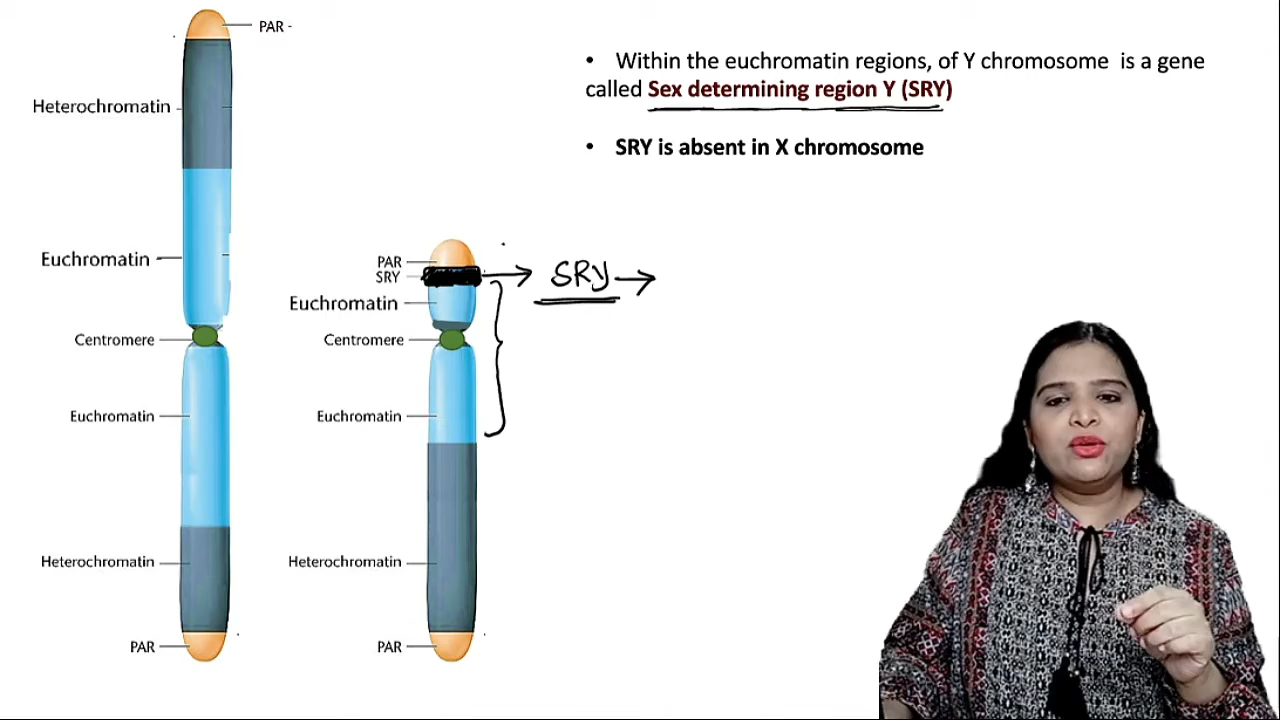 PAR -
Heterochromatin
Euchromatin
Centromere
Euchromatin
Heterochromatin
PAR
PAR
SRY
Euchromatin
Centromere
Euchromatin
Heterochromatin
PAR
SRY
• Within the euchromatin regions, of Y chromosome is a gene
called Sex determining region Y (SRY)
• SRY is absent in X chromosome